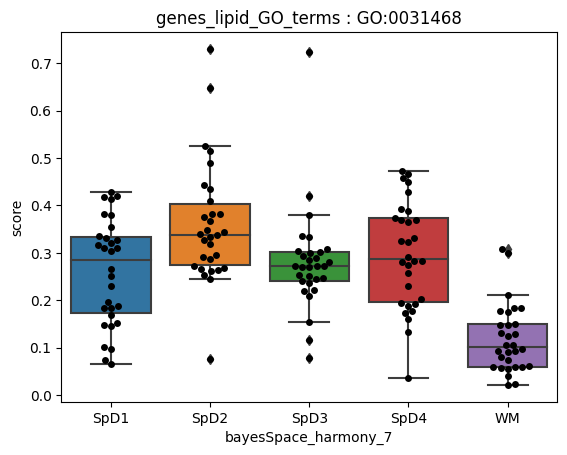 genes_lipid_GO_terms : GO:0031468
score
0.7
0.6
0.5
0.4
0.3
0.2
0.1
0.0
SpD1 SpD2 SpD3 SpD4 WM
bayesSpace_harmony_7